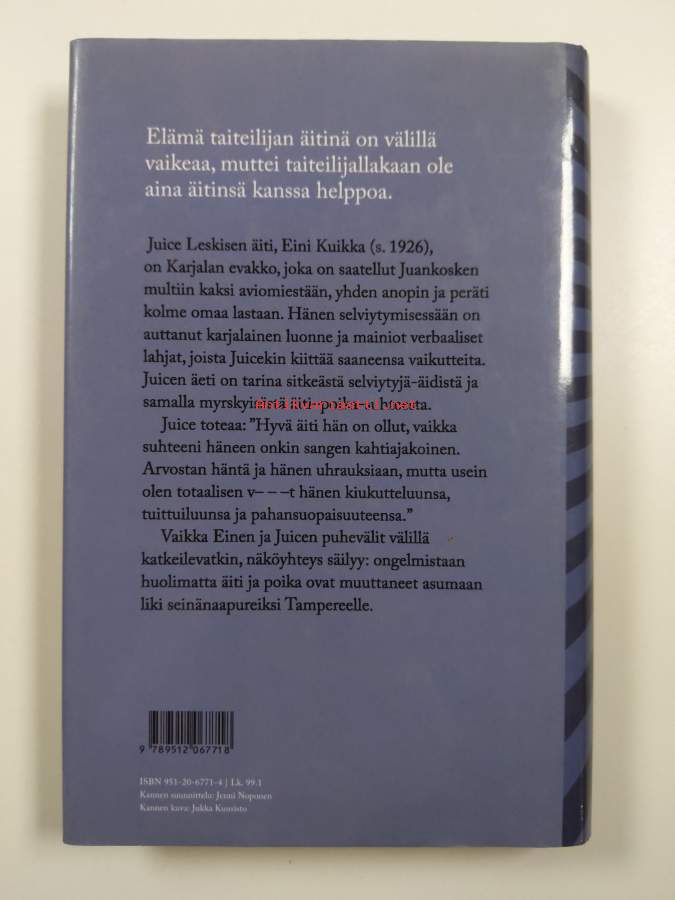 Elämä taiteilijan äitinä on välillä
vaikeaa, muttei taiteilijallakaan ole
aina äitinsä kanssa helppoa.
Juice Leskisen äiti, Eini Kuikka (s. 1926),
on Karjalan evakko, joka on saatellut Juankosken
multiin kaksi aviomiestään, yhden anopin ja peräti
kolme omaa lastaan. Hänen selviytymisessään on
auttanut karjalainen luonne ja mainiot verbaaliset
lahjat, joista Juicekin kiittää saaneensa vaikutteita.
Juicen äeti on tarina sitkeästä selviytyjä-äidistä ja
samalla myrskyisästä äiti-poika-suhteesta.
Juice toteaa: ”Hyvä äiti hän on ollut, vaikka
suhteeni häneen onkin sangen kahtiajakoinen.
Arvostan häntä ja hänen uhrauksiaan, mutta usein
olen totaalisen v– – –t hänen kiukutteluunsa,
tuittuiluunsa ja pahansuopaisuuteensa.”
Vaikka Einen ja Juicen puhevälit välillä
katkeilevatkin, näköyhteys säilyy: ongelmistaan
huolimatta äiti ja poika ovat muuttaneet asumaan
liki seinänaapureiksi Tampereelle.
9 789512 067718
ISBN 951-20-6771-4 | Lk. 99.1
Kannen suunnittelu: Jenni Noponen
Kannen kuva: Jukka Kuusisto